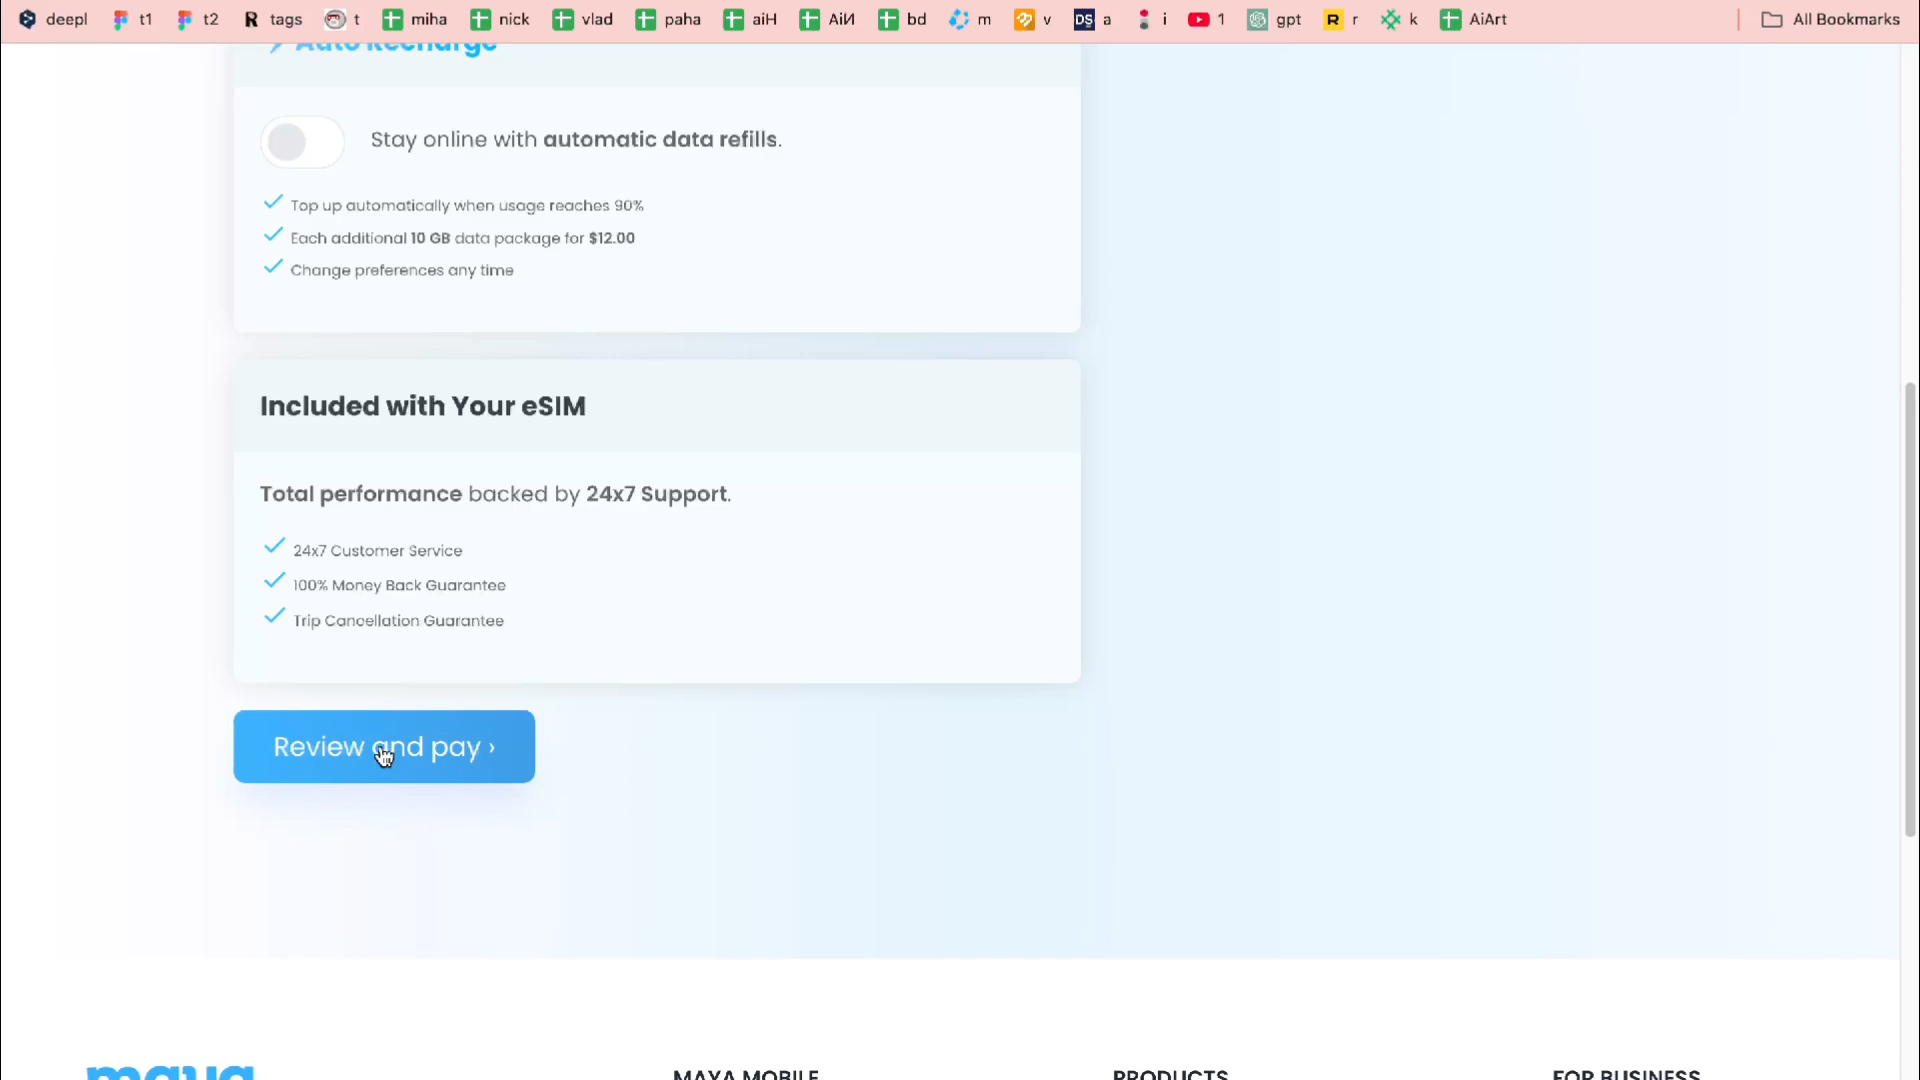 deepl t1 t2 tags t miha nick vlad paha aiH AiИ bd m v a i 1 gpt r k AiArt All Bookmarks
Auto Recharge
Stay online with automatic data refills.
Top up automatically when usage reaches 90%
Each additional 10 GB data package for $12.00
Change preferences any time
Included with Your eSIM
Total performance backed by 24x7 Support.
24x7 Customer Service
100% Money Back Guarantee
Trip Cancellation Guarantee
Review and pay ›
maya MAYA MOBILE PRODUCTS FOR BUSINESS